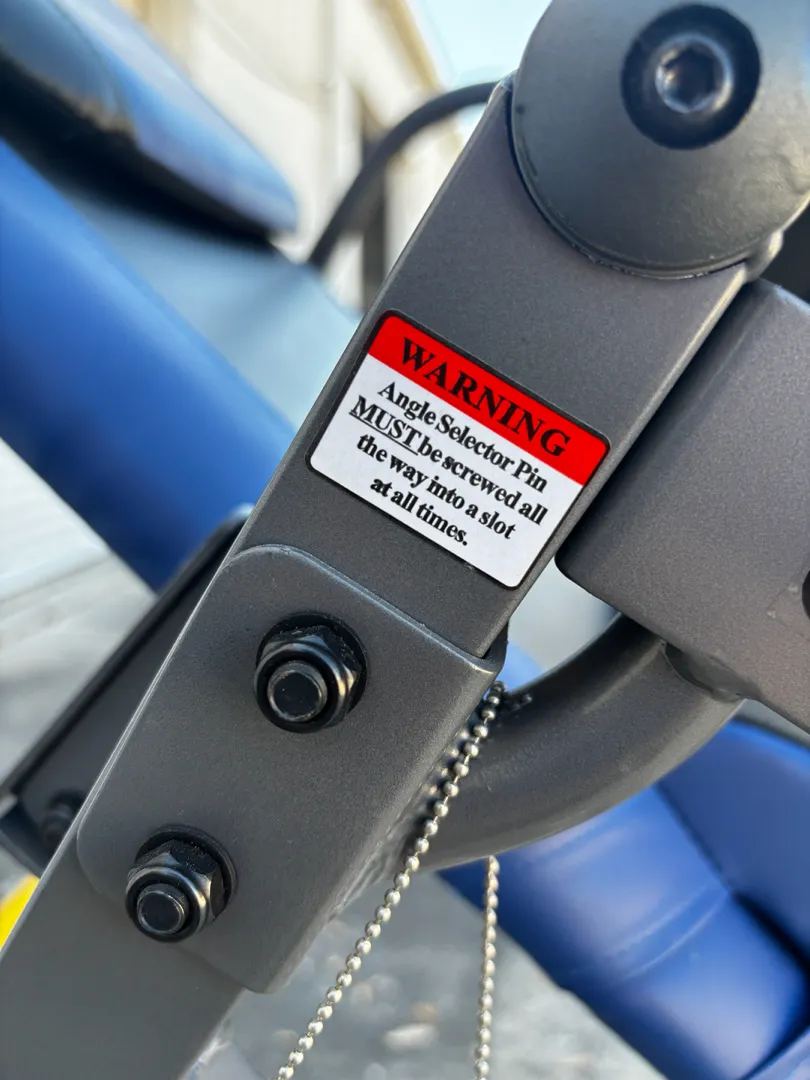 WARNING
Angle Selector Pin
MUST be screwed all
the way into a slot
at all times.